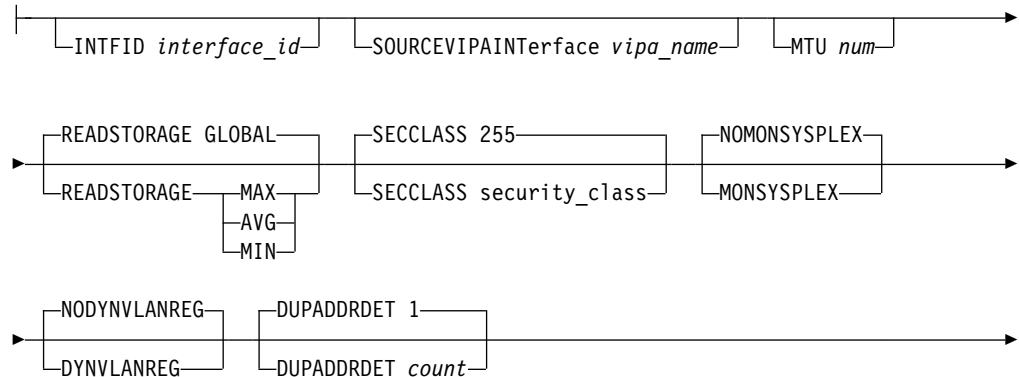 INTFID interface_id SOURCEVIPAINTerface vipa_name MTU num
READSTORAGE GLOBAL SECCLASS 255 NOMONSYSPLEX
READSTORAGE MAX SECCLASS security_class MONSYSPLEX
AVG
MIN
NODYNVLANREG DUPADDRDET 1
DYNVLANREG DUPADDRDET count